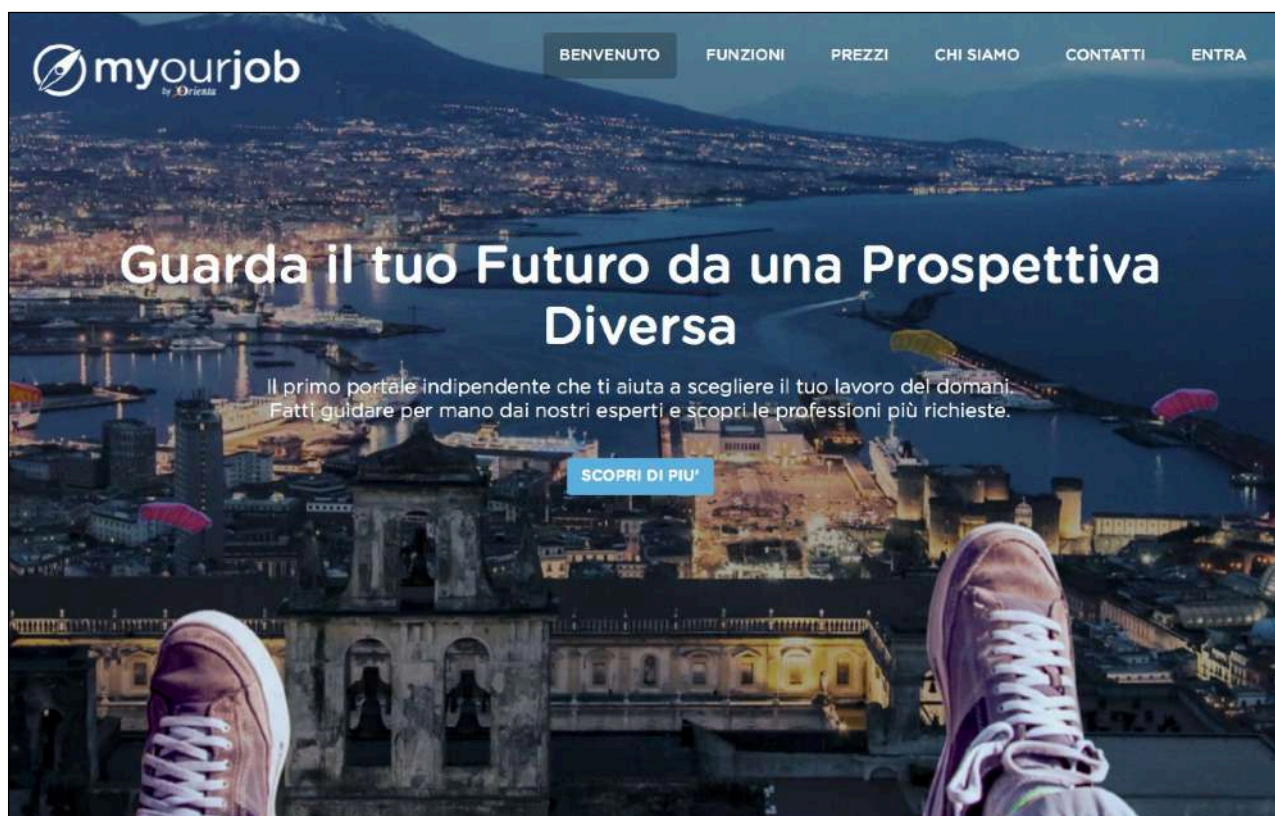 myourjob
by Orienta
BENVENUTO FUNZIONI PREZZI CHI SIAMO CONTATTI ENTRA
Guarda il tuo Futuro da una Prospettiva
Diversa
Il primo portale indipendente che ti aiuta a scegliere il tuo lavoro del domani.
Fatti guidare per mano dai nostri esperti e scopri le professioni più richieste.
SCOPRI DI PIU'